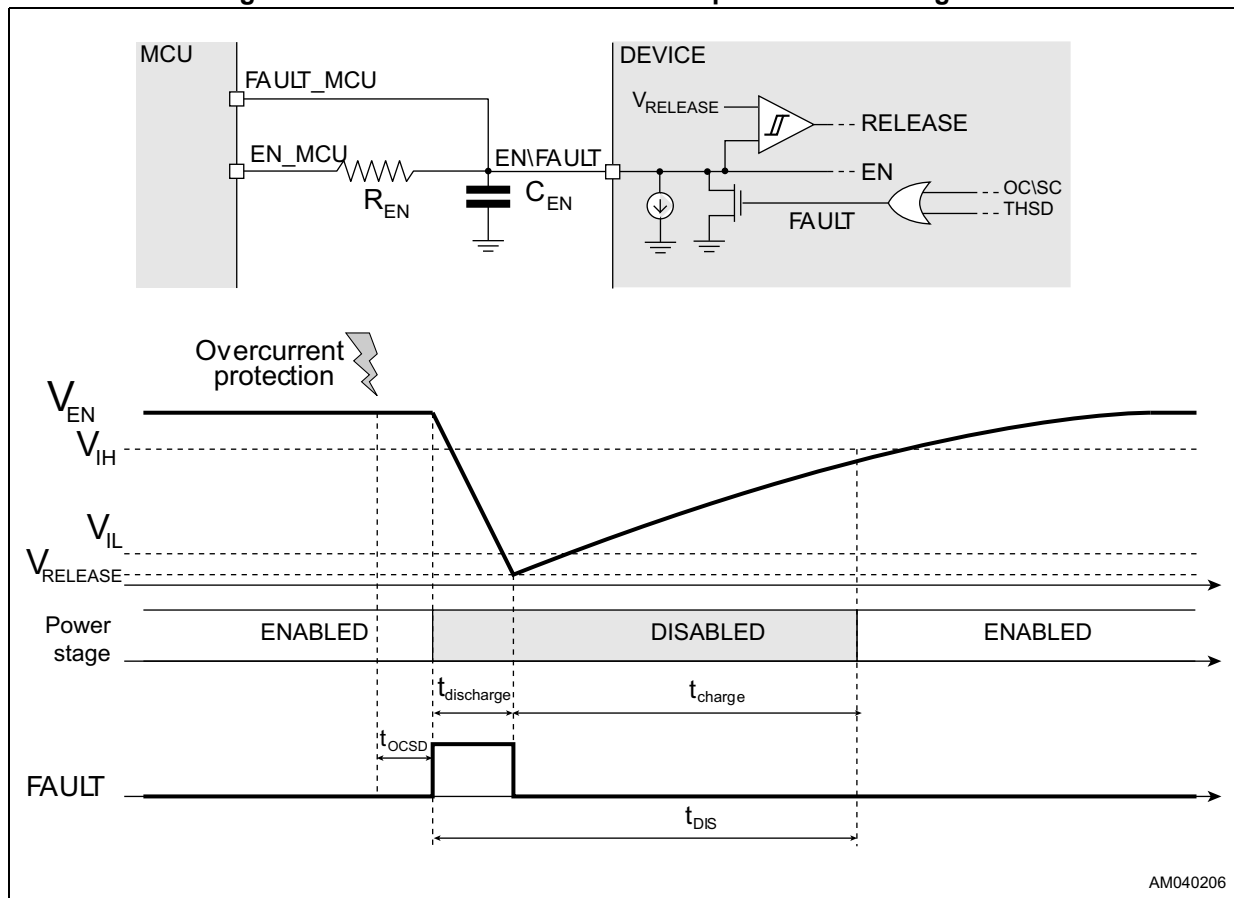 MCU
DEVICE
FAULT_MCU
V_RELEASE
RELEASE
EN_MCU
EN\FAULT
EN
R_EN
C_EN
OC\SC
THSD
FAULT
Overcurrent
protection
V_EN
V_IH
V_IL
V_RELEASE
Power
stage
ENABLED
DISABLED
ENABLED
t_discharge
t_charge
t_OCSD
FAULT
t_DIS
AM040206